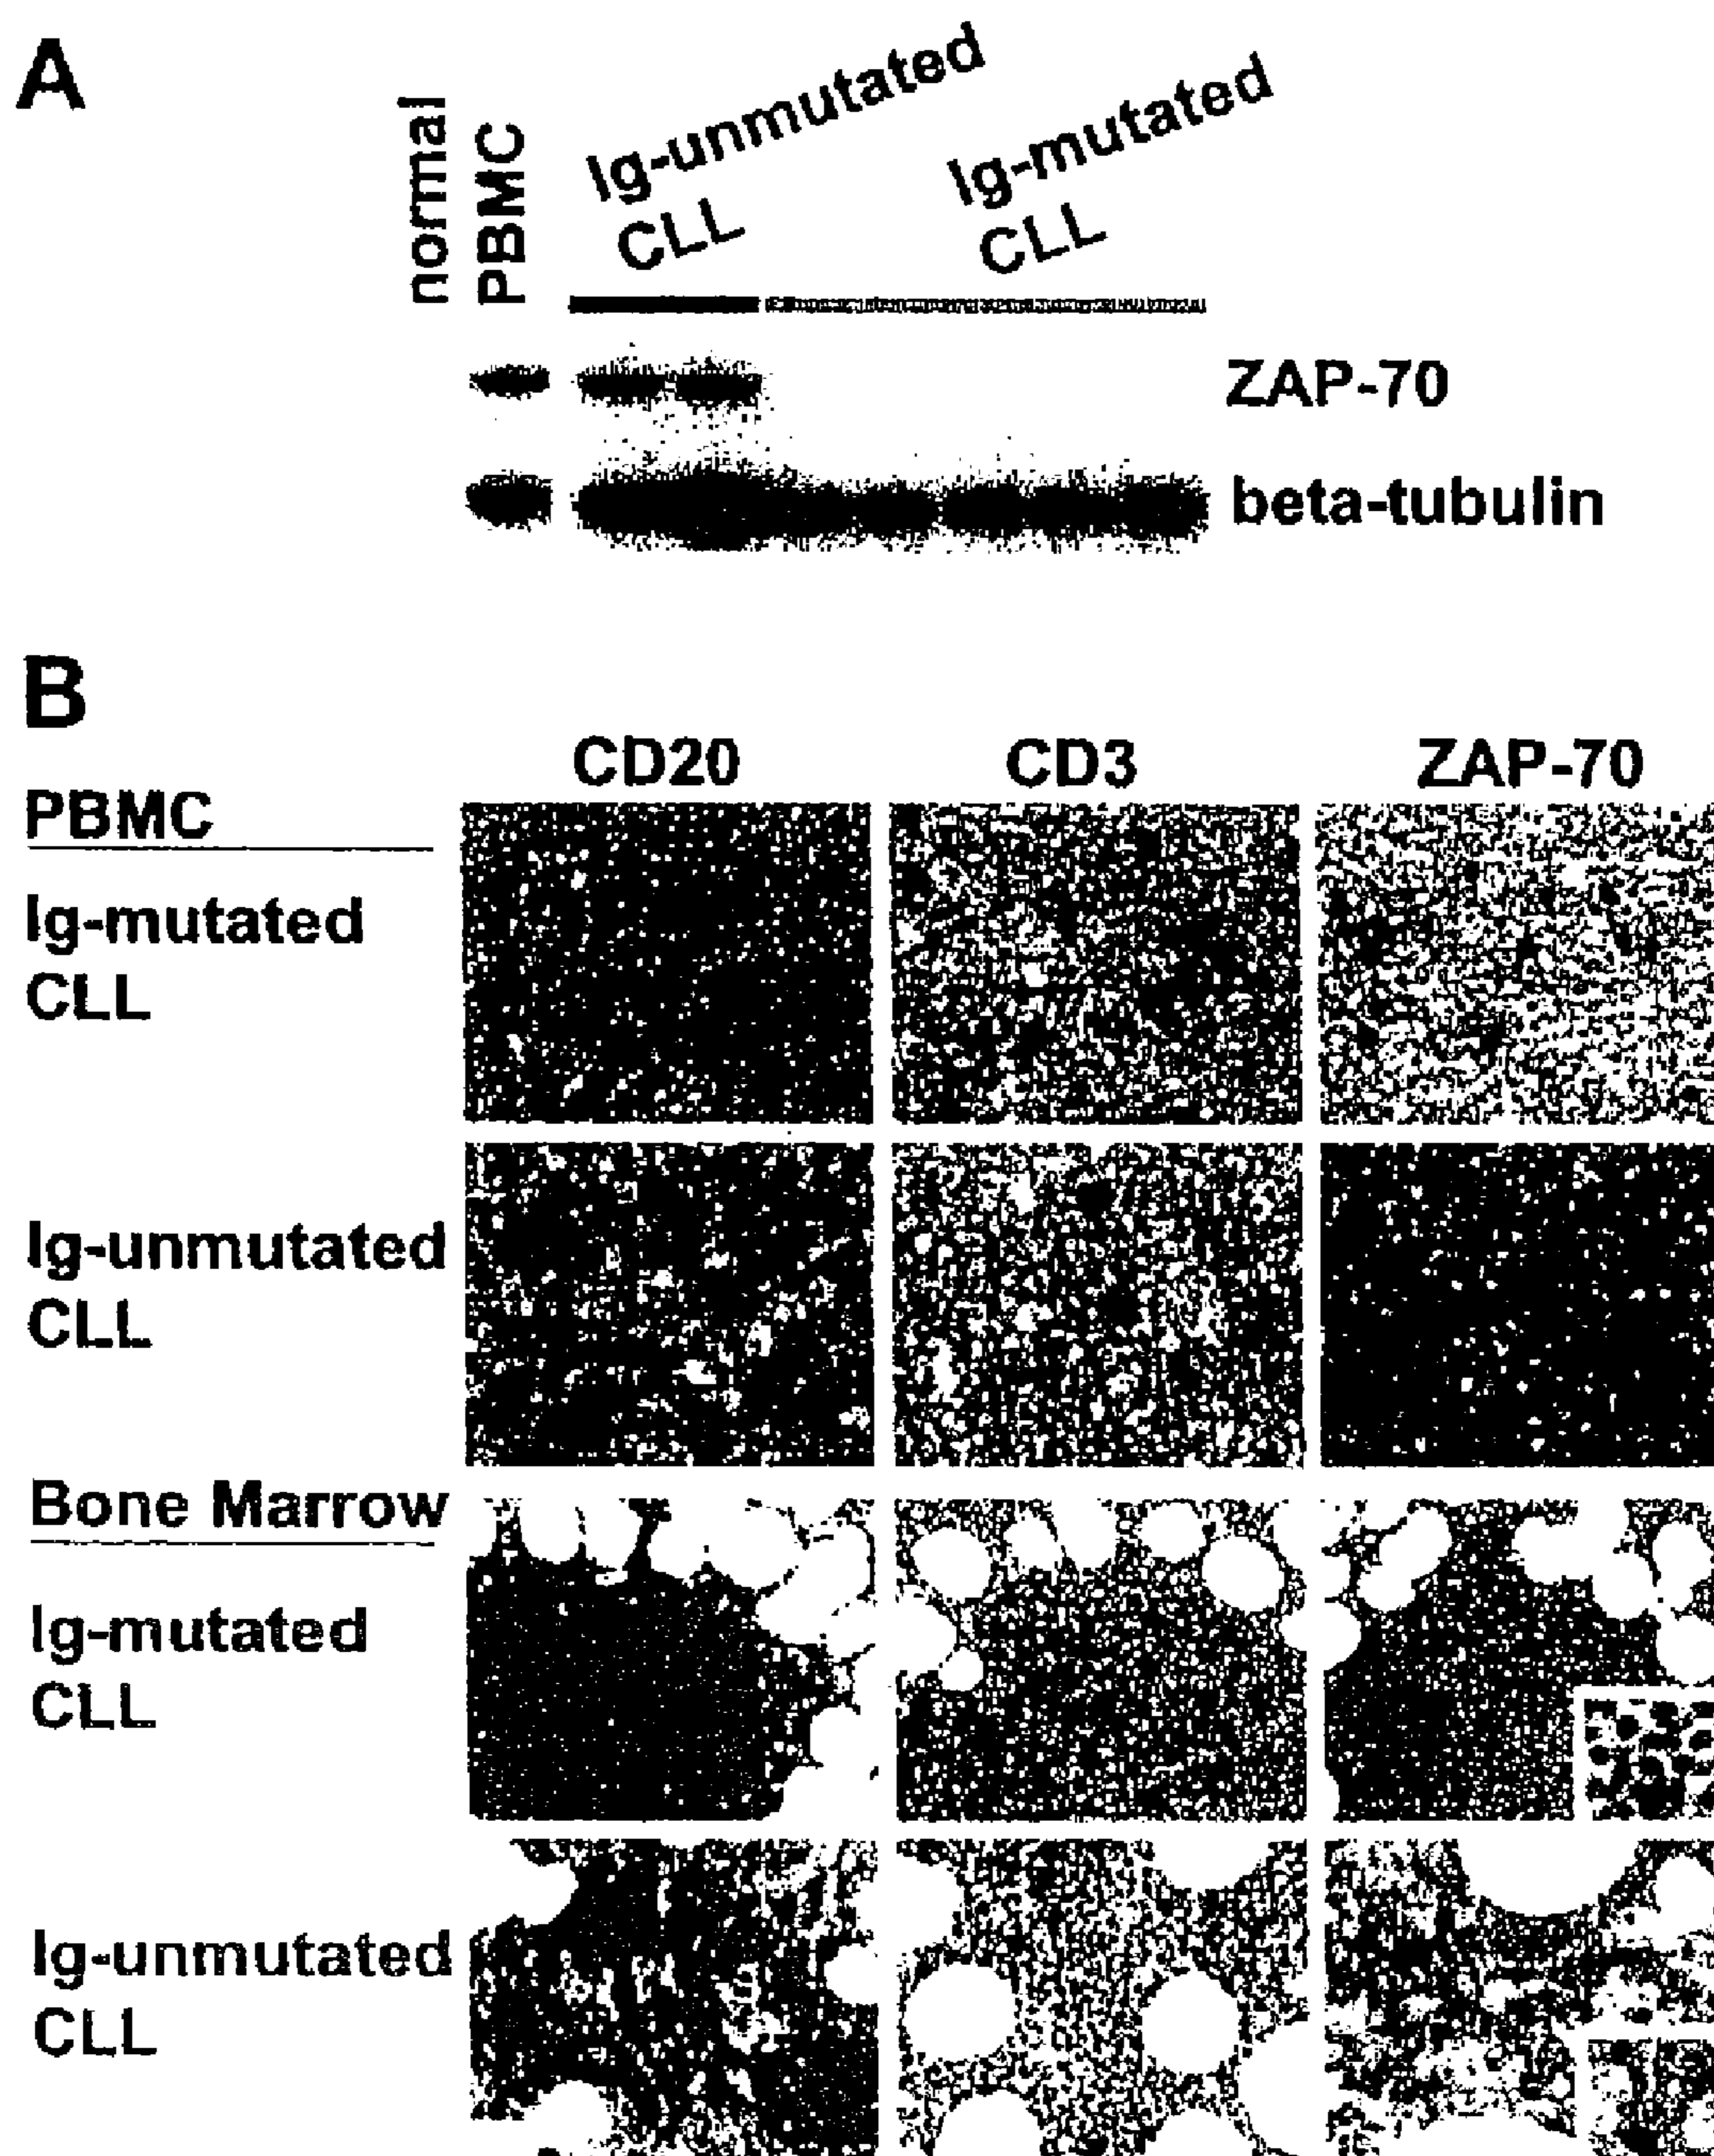 A
normal
PBMC
Ig-unmutated
CLL
Ig-mutated
CLL
ZAP-70
beta-tubulin
B
CD20 CD3 ZAP-70
PBMC
Ig-mutated
CLL
Ig-unmutated
CLL
Bone Marrow
Ig-mutated
CLL
Ig-unmutated
CLL